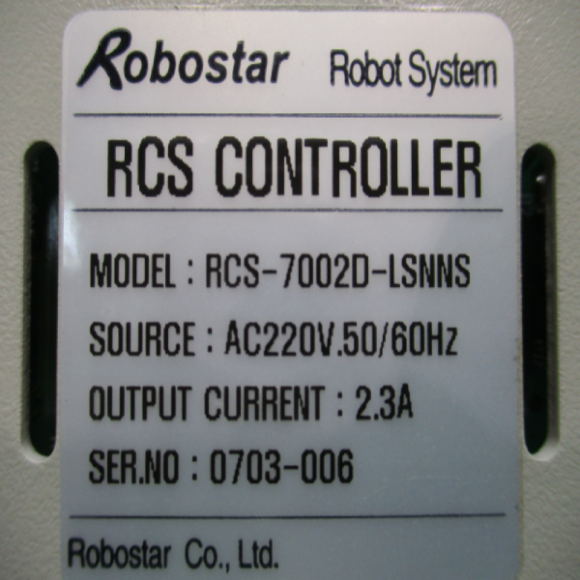 Robostar Robot System
RCS CONTROLLER
MODEL : RCS-7002D-LSNNS
SOURCE : AC220V.50/60Hz
OUTPUT CURRENT : 2.3A
SER.NO : 0703-006
Robostar Co., Ltd.